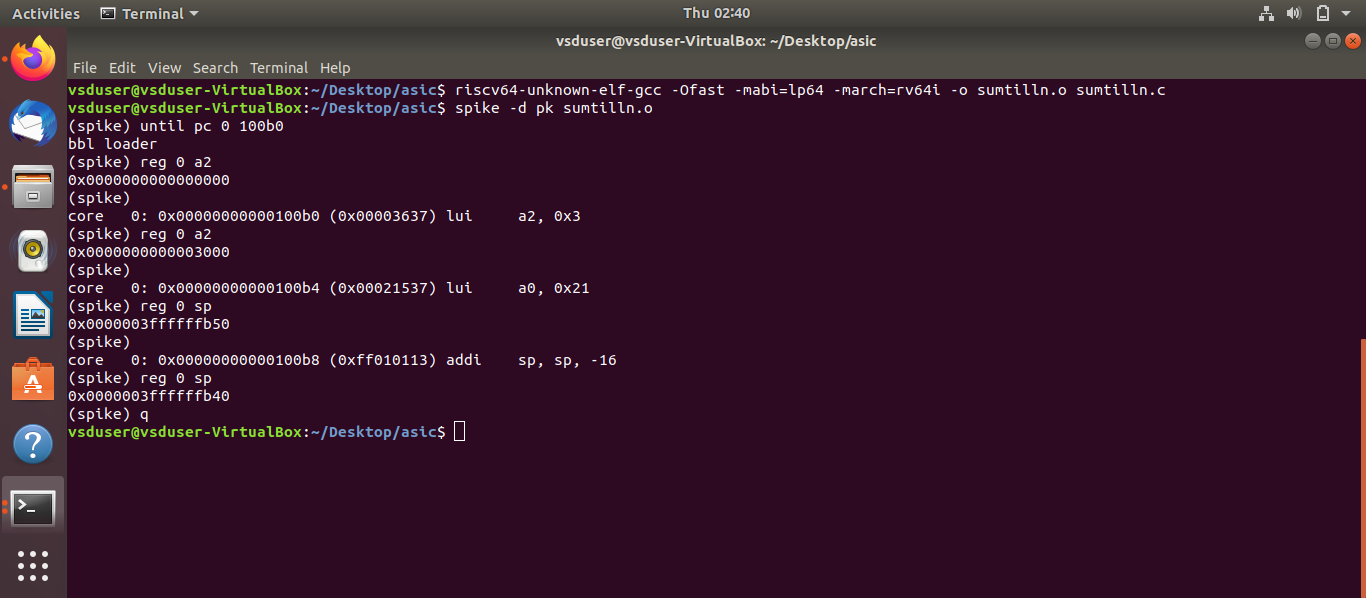 Activities Terminal Thu 02:40
vsduser@vsduser-VirtualBox: ~/Desktop/asic
File Edit View Search Terminal Help
vsduser@vsduser-VirtualBox:~/Desktop/asic$ riscv64-unknown-elf-gcc -Ofast -mabi=lp64 -march=rv64i -o sumtilln.o sumtilln.c
vsduser@vsduser-VirtualBox:~/Desktop/asic$ spike -d pk sumtilln.o
(spike) until pc 0 100b0
bbl loader
(spike) reg 0 a2
0x0000000000000000
(spike)
core   0: 0x00000000000100b0 (0x00003637) lui     a2, 0x3
(spike) reg 0 a2
0x0000000000003000
(spike)
core   0: 0x00000000000100b4 (0x00021537) lui     a0, 0x21
(spike) reg 0 sp
0x0000003ffffffb50
(spike)
core   0: 0x00000000000100b8 (0xff010113) addi    sp, sp, -16
(spike) reg 0 sp
0x0000003ffffffb40
(spike) q
vsduser@vsduser-VirtualBox:~/Desktop/asic$